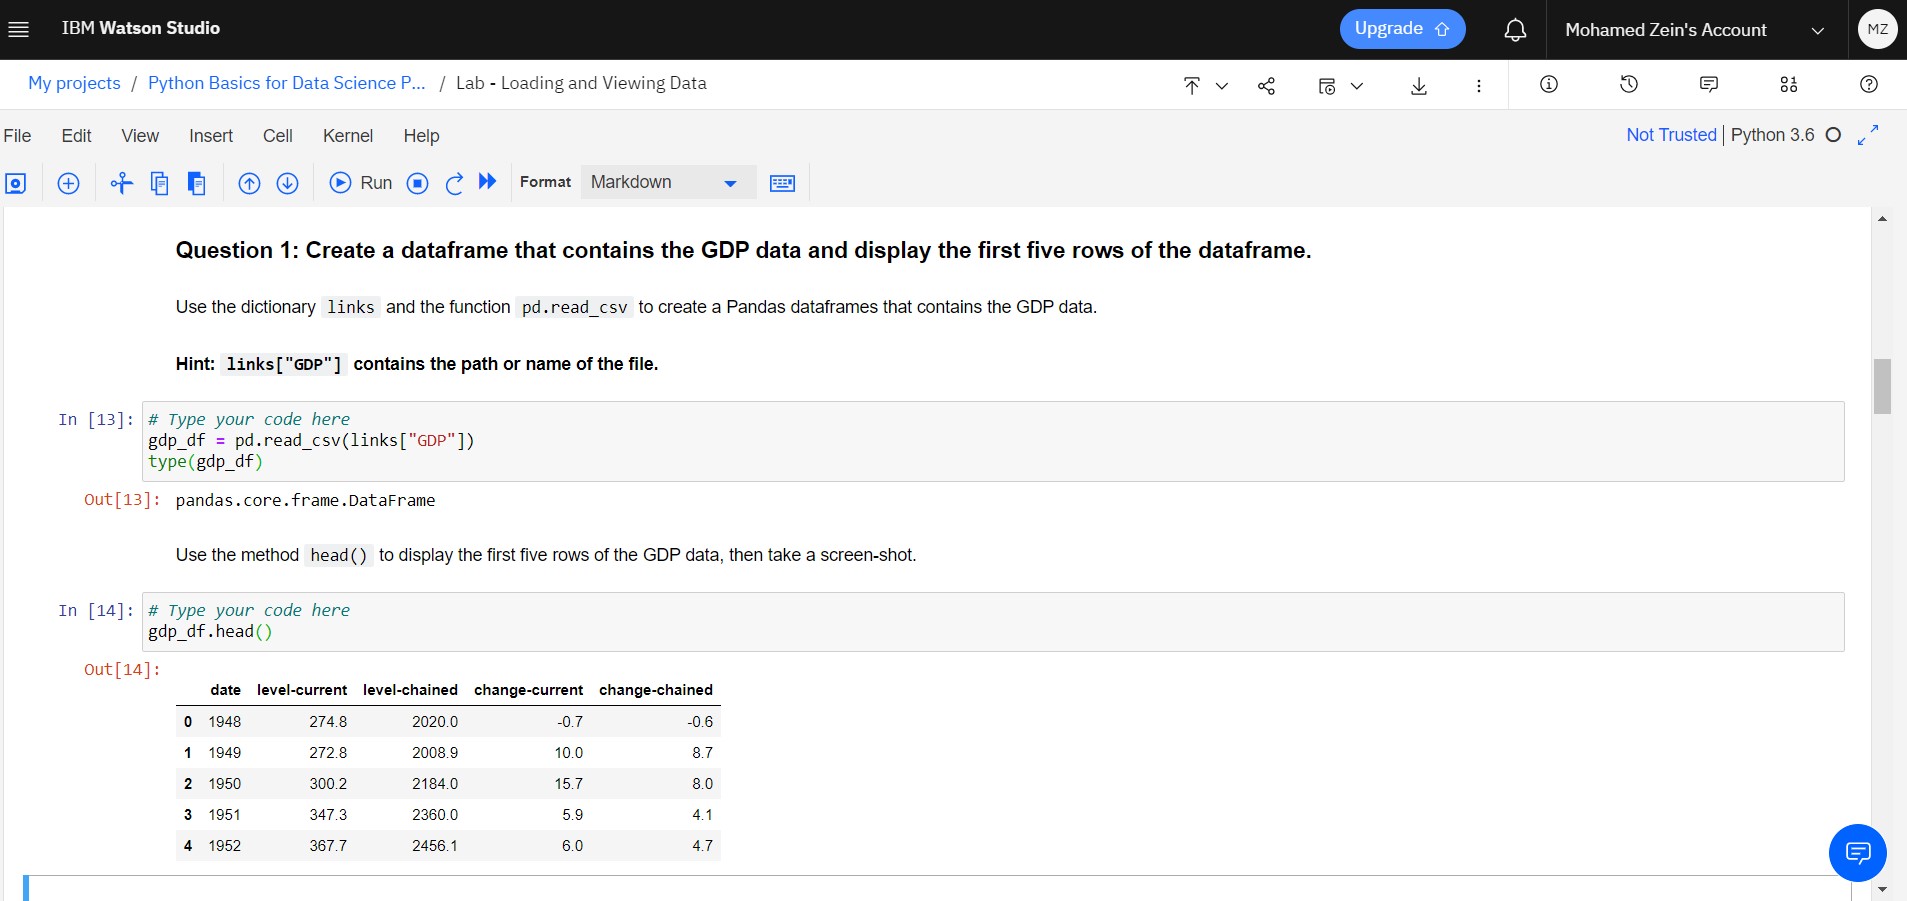 IBM Watson Studio
Upgrade
Mohamed Zein's Account
MZ
My projects / Python Basics for Data Science P... / Lab - Loading and Viewing Data
File Edit View Insert Cell Kernel Help
Not Trusted | Python 3.6
Run
Format
Markdown
Question 1: Create a dataframe that contains the GDP data and display the first five rows of the dataframe.
Use the dictionary links and the function pd.read_csv to create a Pandas dataframes that contains the GDP data.
Hint: links["GDP"] contains the path or name of the file.
In [13]: # Type your code here
gdp_df = pd.read_csv(links["GDP"])
type(gdp_df)
Out[13]: pandas.core.frame.DataFrame
Use the method head() to display the first five rows of the GDP data, then take a screen-shot.
In [14]: # Type your code here
gdp_df.head()
Out[14]:
date level-current level-chained change-current change-chained
0 1948 274.8 2020.0 -0.7 -0.6
1 1949 272.8 2008.9 10.0 8.7
2 1950 300.2 2184.0 15.7 8.0
3 1951 347.3 2360.0 5.9 4.1
4 1952 367.7 2456.1 6.0 4.7